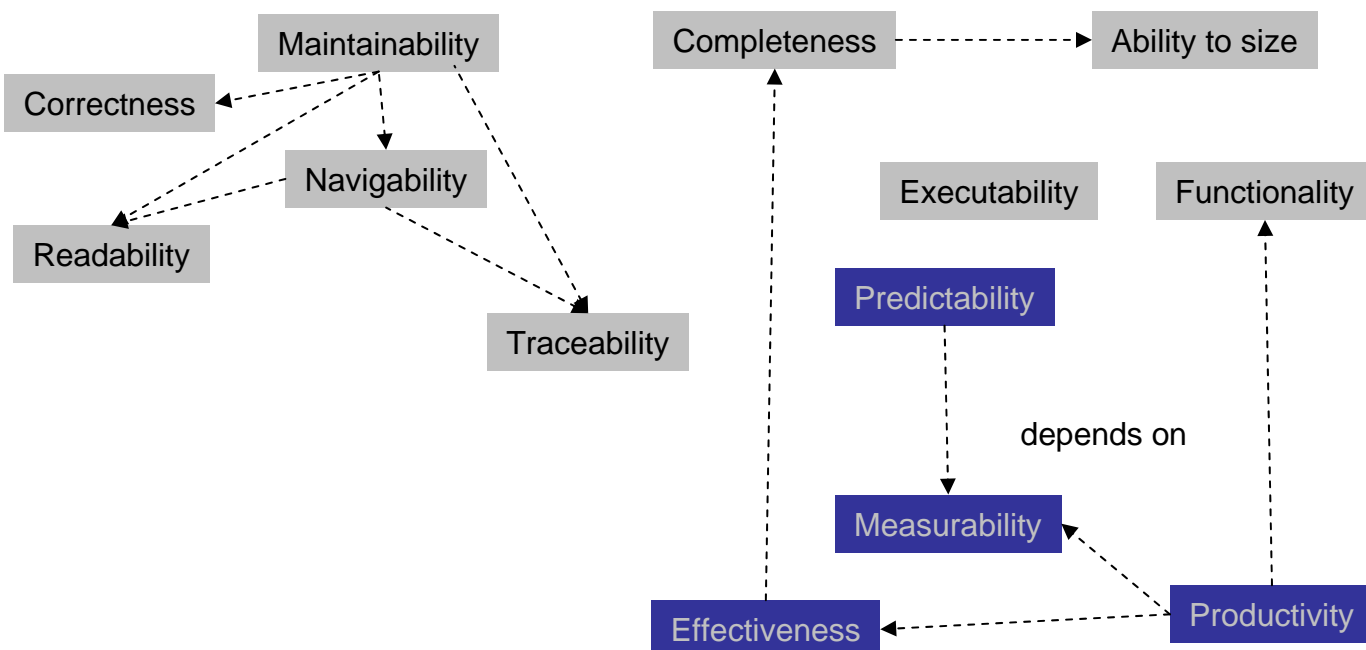 Maintainability
Completeness
Ability to size
Correctness
Navigability
Executability
Functionality
Readability
Predictability
Traceability
depends on
Measurability
Effectiveness
Productivity